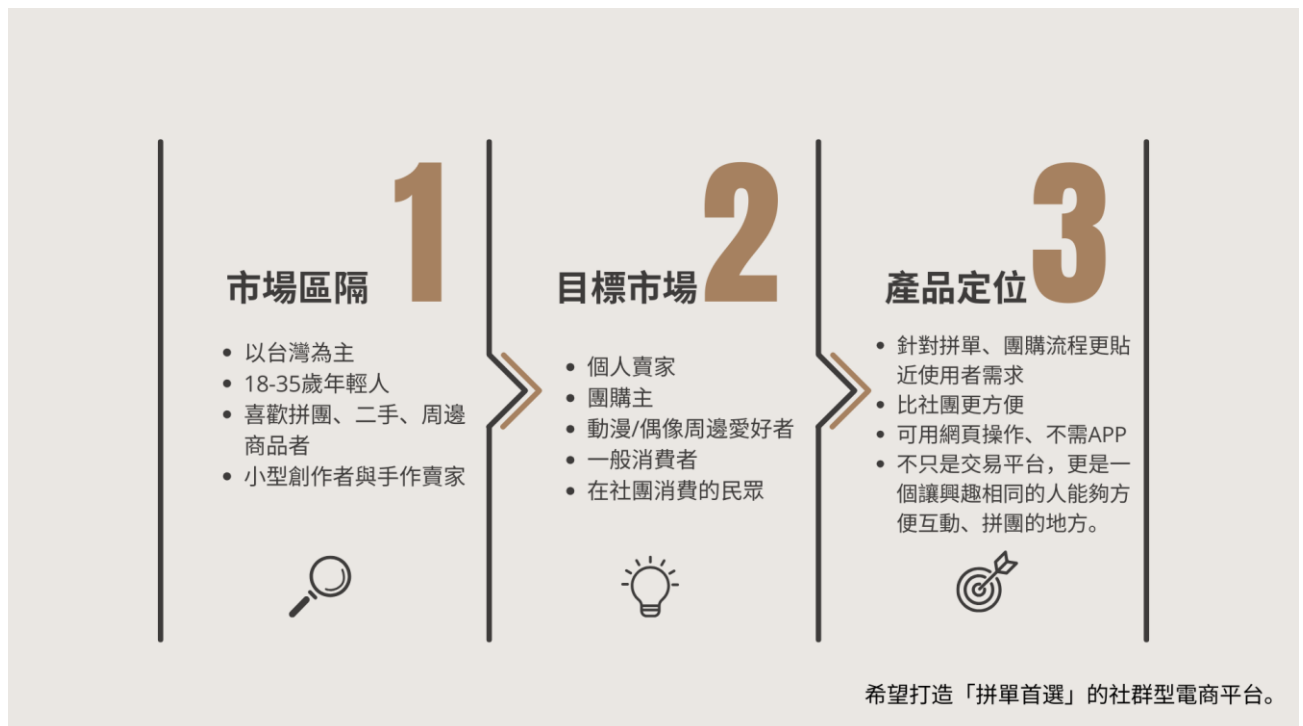 1
市場區隔
以台灣為主
18-35歲年輕人
喜歡拼團、二手、周邊
商品者
小型創作者與手作賣家
2
目標市場
個人賣家
團購主
動漫/偶像周邊愛好者
一般消費者
在社團消費的民眾
3
產品定位
針對拼單、團購流程更貼
近使用者需求
比社團更方便
可用網頁操作、不需APP
不只是交易平台，更是一
個讓興趣相同的人能夠方
便互動、拼團的地方。
希望打造「拼單首選」的社群型電商平台。